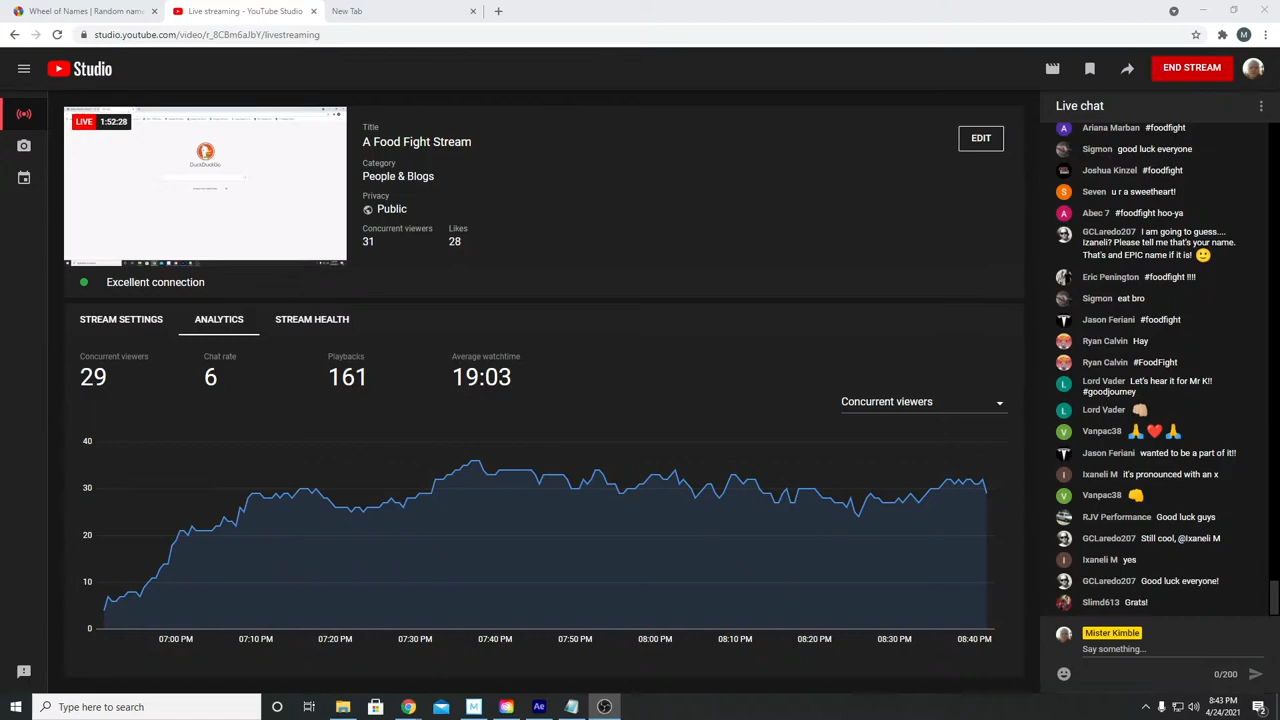 Wheel of Names | Random name
Live streaming - YouTube Studio
New Tab
studio.youtube.com/video/r_8CBm6aJbY/livestreaming
Studio
END STREAM
LIVE 1:52:28
DuckDuckGo
Title
A Food Fight Stream
EDIT
Category
People & Blogs
Privacy
Public
Concurrent viewers
Likes
31
28
Excellent connection
STREAM SETTINGS
ANALYTICS
STREAM HEALTH
Concurrent viewers
Chat rate
Playbacks
Average watchtime
29
6
161
19:03
Concurrent viewers
40
30
20
10
0
07:00 PM
07:10 PM
07:20 PM
07:30 PM
07:40 PM
07:50 PM
08:00 PM
08:10 PM
08:20 PM
08:30 PM
08:40 PM
Live chat
Ariana Marban #foodfight
Sigmon good luck everyone
Joshua Kinzel #foodfight
Seven u r a sweetheart!
Abec 7 #foodfight hoo-ya
GCLaredo207 I am going to guess....
Izaneli? Please tell me that's your name.
That's and EPIC name if it is!
Eric Penington #foodfight !!!!
Sigmon eat bro
Jason Feriani #foodfight
Ryan Calvin Hay
Ryan Calvin #FoodFight
Lord Vader Let's hear it for Mr K!!
#goodjourney
Lord Vader
Vanpac38
Jason Feriani wanted to be a part of it!!
Ixaneli M it's pronounced with an x
Vanpac38
RJV Performance Good luck guys
GCLaredo207 Still cool, @Ixaneli M
Ixaneli M yes
GCLaredo207 Good luck everyone!
Slimd613 Grats!
Mister Kimble
Say something...
0/200
Type here to search
8:43 PM
4/24/2021